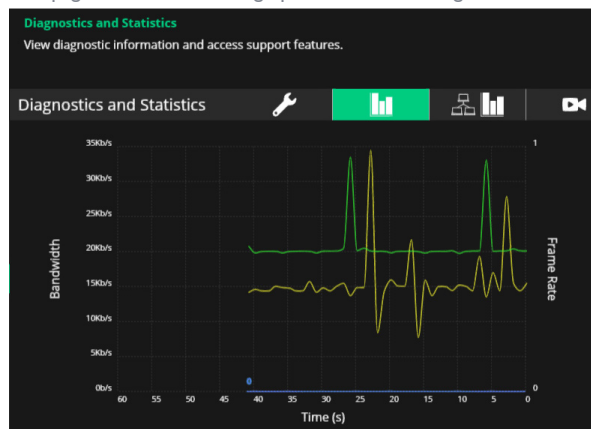 Diagnostics and Statistics
View diagnostic information and access support features.
Diagnostics and Statistics
35Kb/s
1
30Kb/s
25Kb/s
20Kb/s
15Kb/s
10Kb/s
5Kb/s
0b/s
0
0
Bandwidth
Frame Rate
60 55 50 45 40 35 30 25 20 15 10 5 0
Time (s)